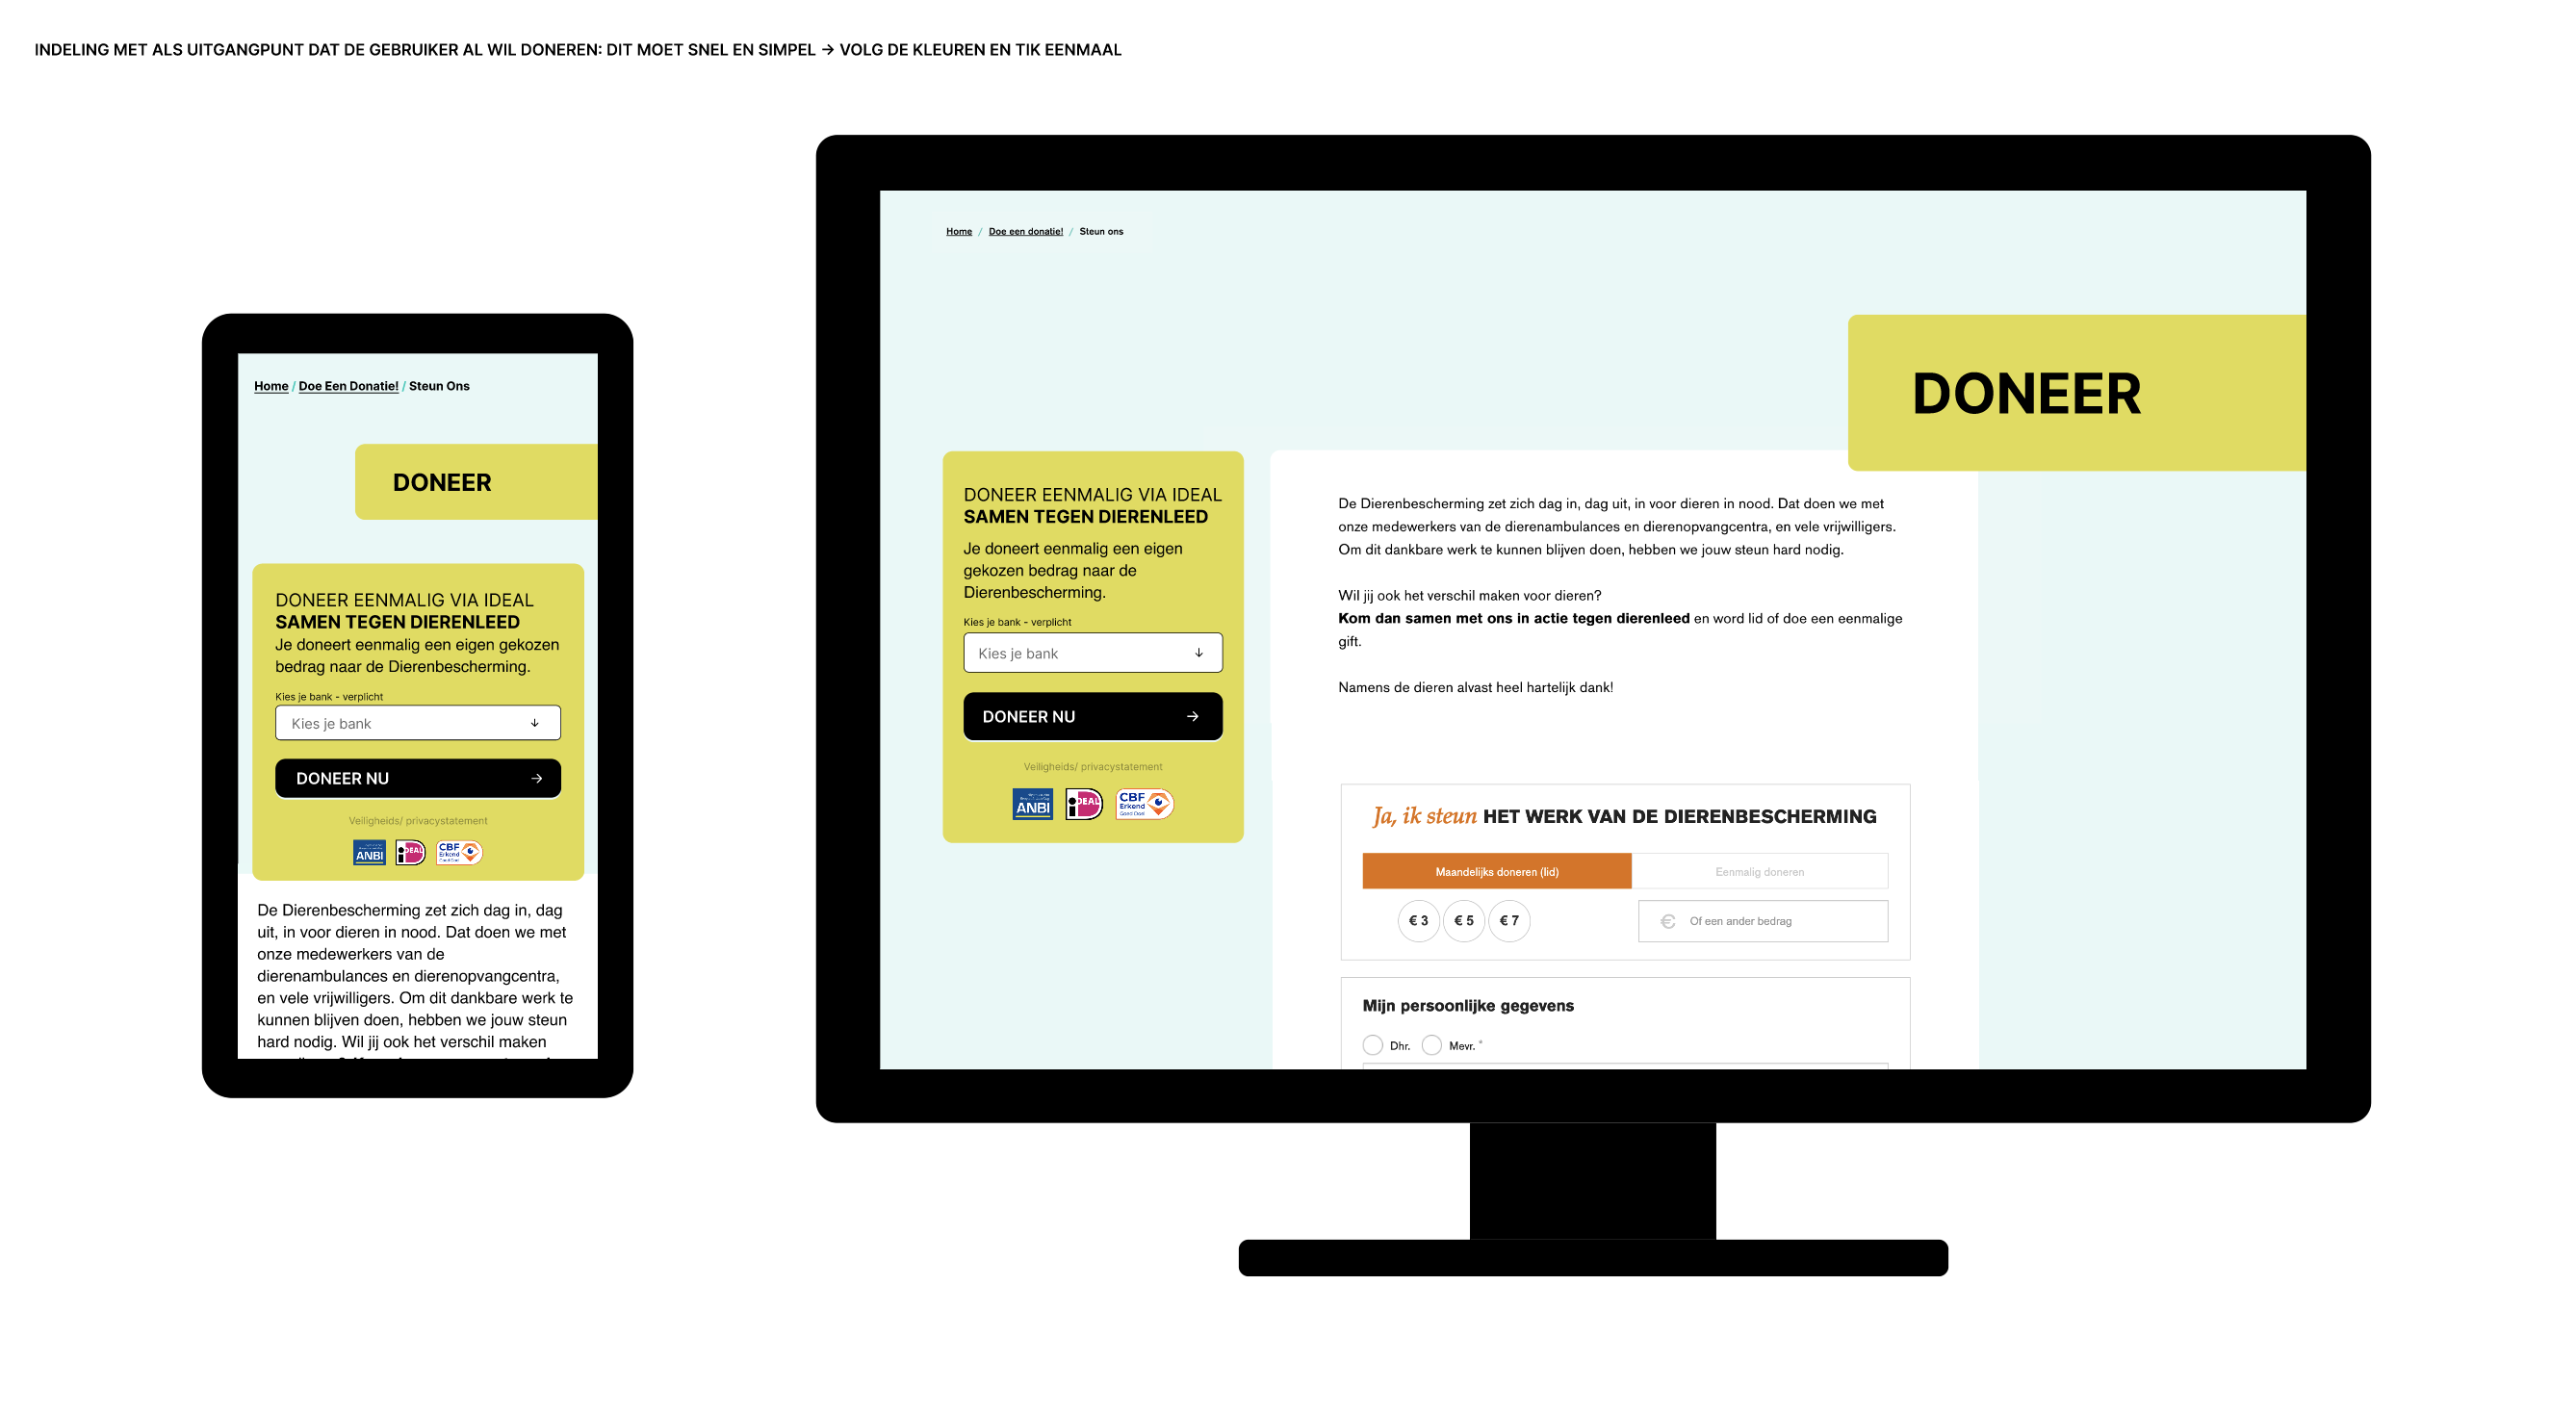 INDELING MET ALS UITGANGPUNT DAT DE GEBRUIKER AL WIL DONEREN: DIT MOET SNEL EN SIMPEL → VOLG DE KLEUREN EN TIK EENMAAL
Home / Doe Een Donatie! / Steun Ons
DONEER
DONEER EENMALIG VIA IDEAL
SAMEN TEGEN DIERENLEED
Je doneert eenmalig een eigen gekozen
bedrag naar de Dierenbescherming.
Kies je bank - verplicht
Kies je bank ↓
DONEER NU →
Veiligheids/ privacystatement
ANBI
iDEAL
CBF
Erkend
Goed Doel
De Dierenbescherming zet zich dag in, dag
uit, in voor dieren in nood. Dat doen we met
onze medewerkers van de
dierenambulances en dierenopvangcentra,
en vele vrijwilligers. Om dit dankbare werk te
kunnen blijven doen, hebben we jouw steun
hard nodig. Wil jij ook het verschil maken
Home / Doe een donatie! / Steun ons
DONEER
DONEER EENMALIG VIA IDEAL
SAMEN TEGEN DIERENLEED
Je doneert eenmalig een eigen
gekozen bedrag naar de
Dierenbescherming.
Kies je bank - verplicht
Kies je bank ↓
DONEER NU →
Veiligheids/ privacystatement
ANBI
iDEAL
CBF
Erkend
Goed Doel
De Dierenbescherming zet zich dag in, dag uit, in voor dieren in nood. Dat doen we met
onze medewerkers van de dierenambulances en dierenopvangcentra, en vele vrijwilligers.
Om dit dankbare werk te kunnen blijven doen, hebben we jouw steun hard nodig.
Wil jij ook het verschil maken voor dieren?
Kom dan samen met ons in actie tegen dierenleed en word lid of doe een eenmalige
gift.
Namens de dieren alvast heel hartelijk dank!
Ja, ik steun HET WERK VAN DE DIERENBESCHERMING
Maandelijks doneren (lid)
Eenmalig doneren
€ 3
€ 5
€ 7
€ Of een ander bedrag
Mijn persoonlijke gegevens
Dhr.
Mevr. *